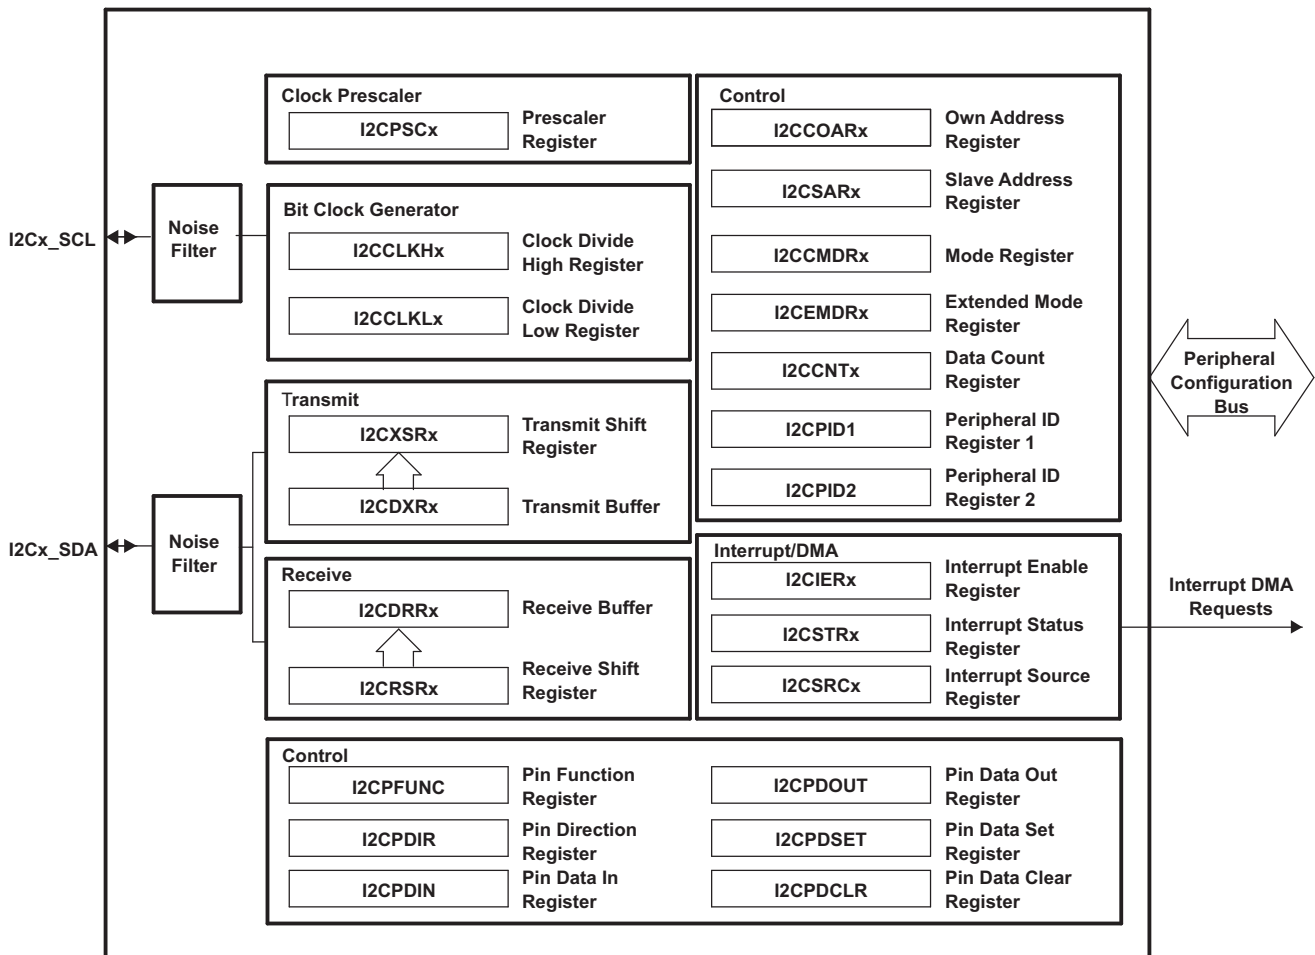 Clock Prescaler
I2CPSCx
Prescaler
Register
Control
I2CCOARx
Own Address
Register
I2CSARx
Slave Address
Register
I2CCMDRx
Mode Register
I2CEMDRx
Extended Mode
Register
I2CCNTx
Data Count
Register
I2CPID1
Peripheral ID
Register 1
I2CPID2
Peripheral ID
Register 2
I2Cx_SCL
Noise
Filter
Bit Clock Generator
I2CCLKHx
Clock Divide
High Register
I2CCLKLx
Clock Divide
Low Register
Peripheral
Configuration
Bus
Transmit
I2CXSRx
Transmit Shift
Register
I2CDXRx
Transmit Buffer
I2Cx_SDA
Noise
Filter
Receive
I2CDRRx
Receive Buffer
I2CRSRx
Receive Shift
Register
Interrupt/DMA
I2CIERx
Interrupt Enable
Register
I2CSTRx
Interrupt Status
Register
I2CSRCx
Interrupt Source
Register
Interrupt DMA
Requests
Control
I2CPFUNC
Pin Function
Register
I2CPDIR
Pin Direction
Register
I2CPDIN
Pin Data In
Register
I2CPDOUT
Pin Data Out
Register
I2CPDSET
Pin Data Set
Register
I2CPDCLR
Pin Data Clear
Register